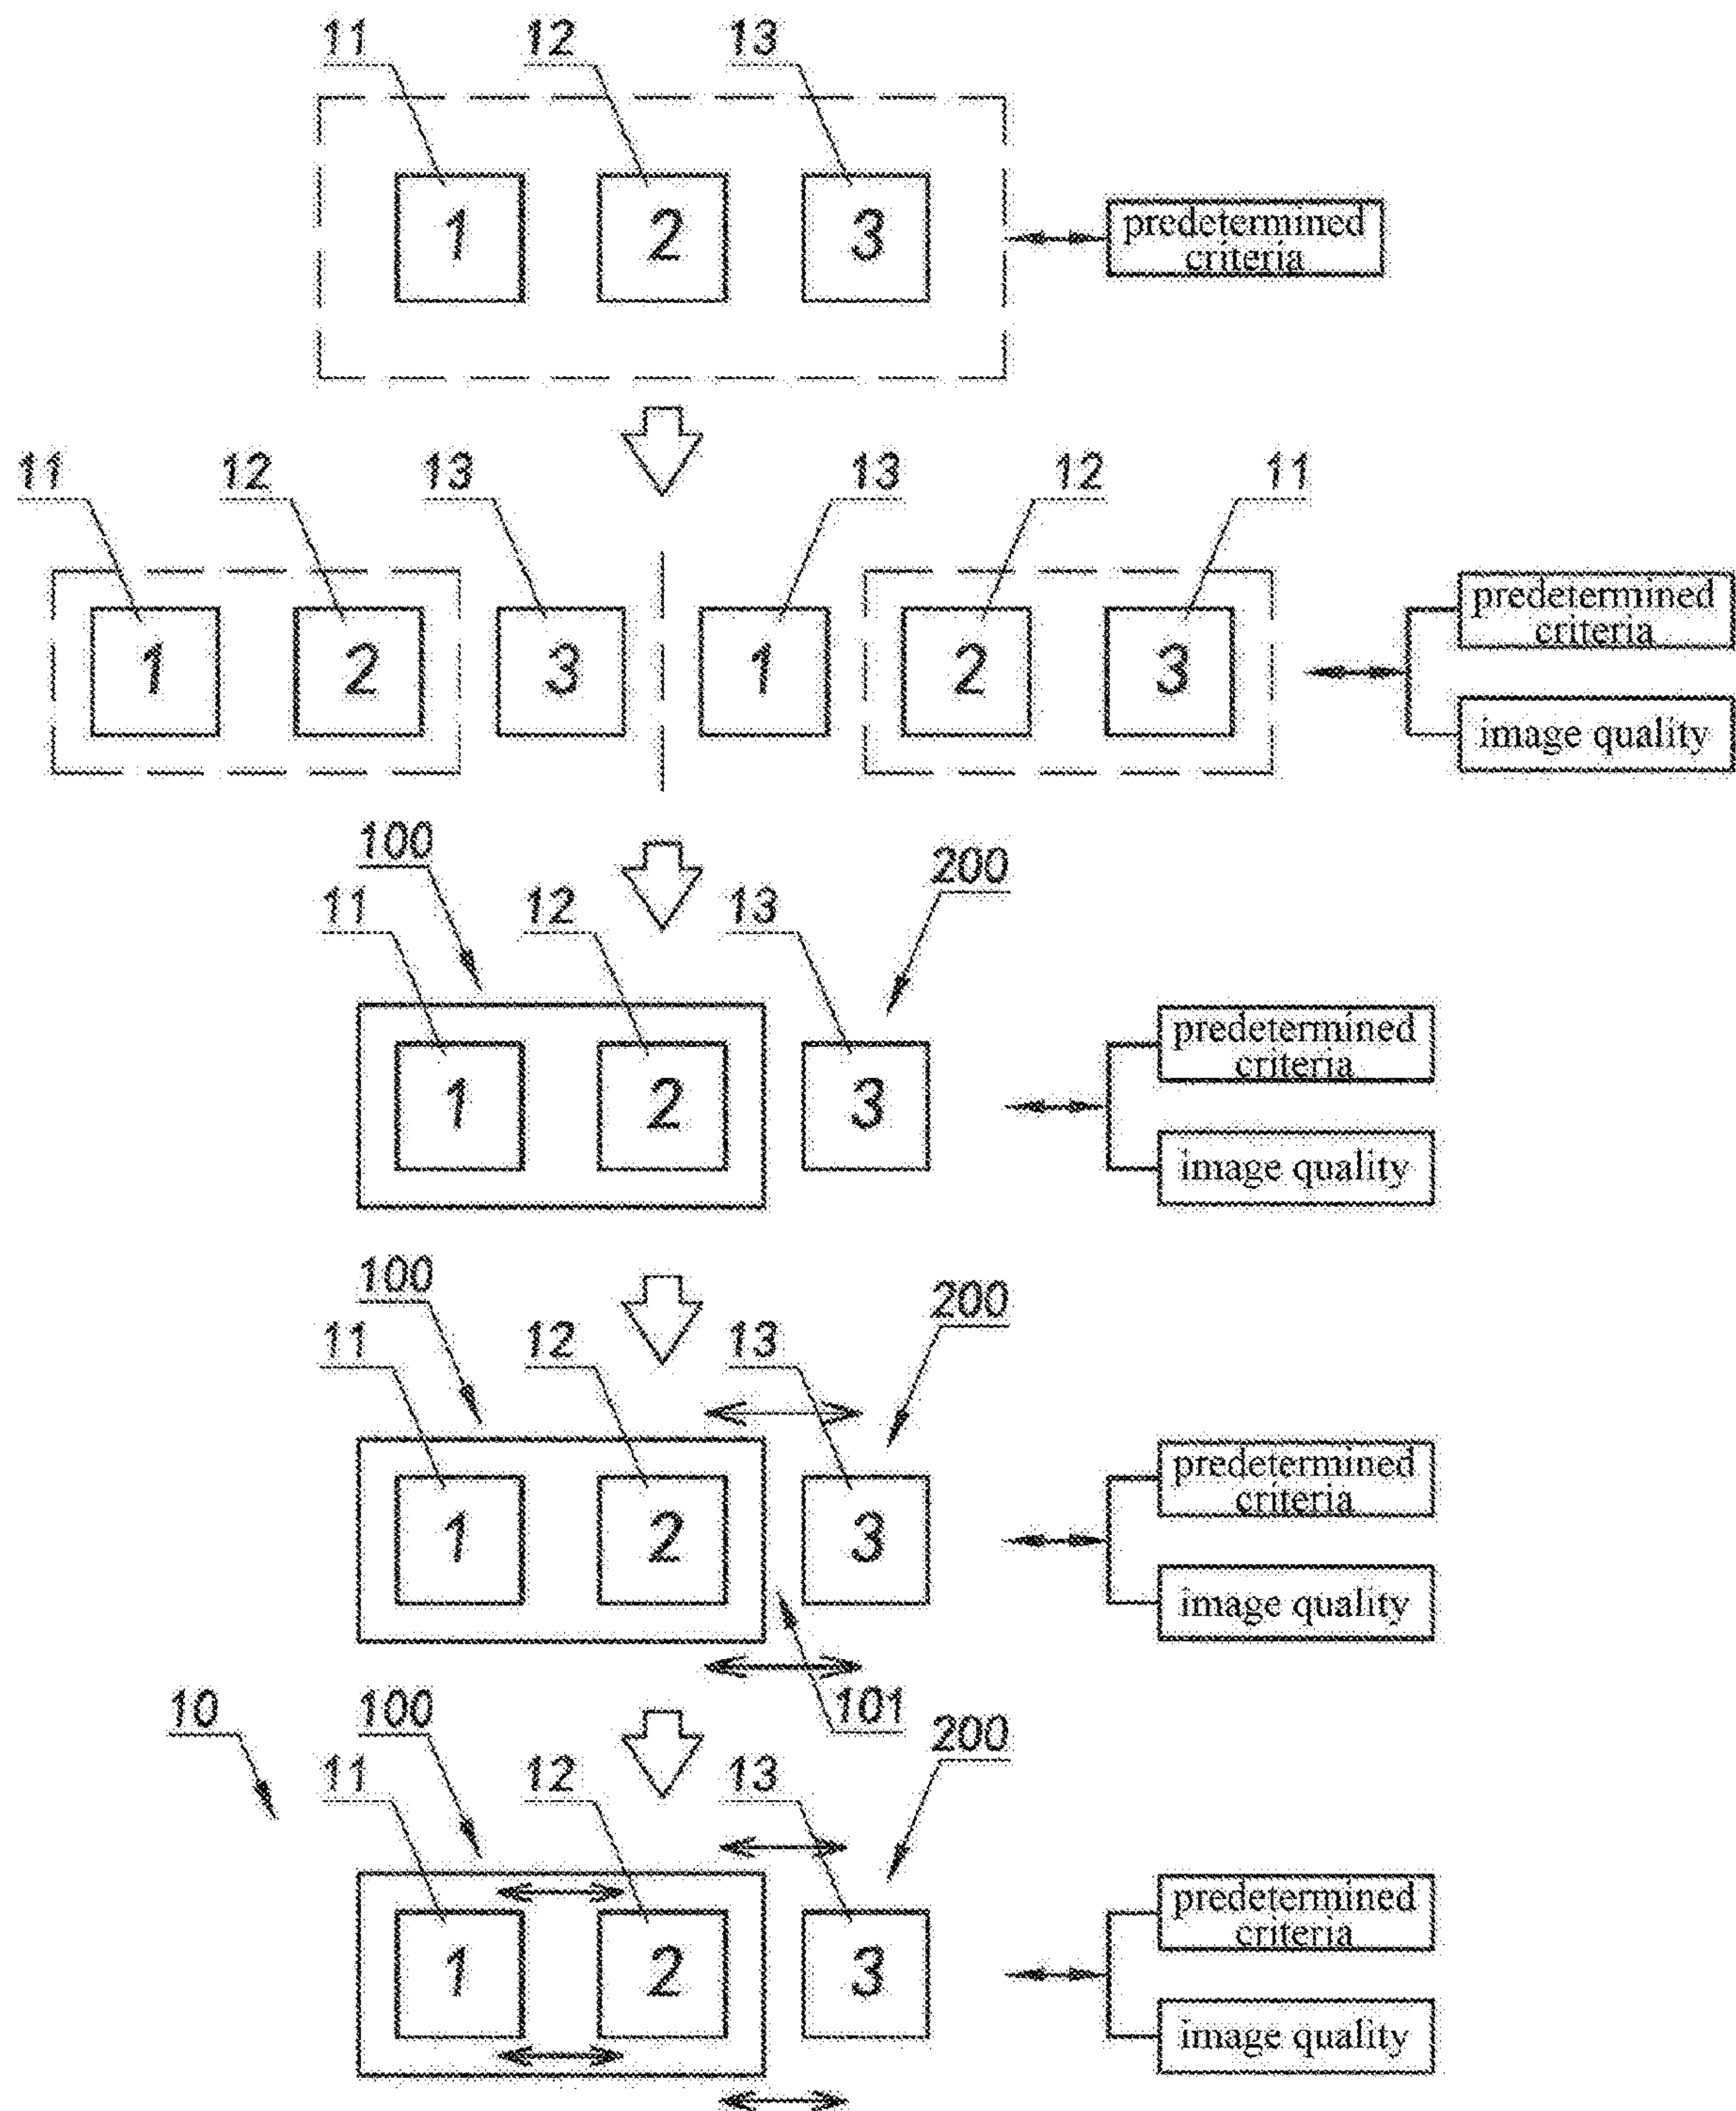 11 12 13
1 2 3
predetermined
criteria
11 12 13 13 12 11
1 2 3 1 2 3
predetermined
criteria
image quality
100
200
11 12 13
1 2 3
predetermined
criteria
image quality
100
200
11 12 13
1 2 3
predetermined
criteria
image quality
101
10 100 200
11 12 13
1 2 3
predetermined
criteria
image quality